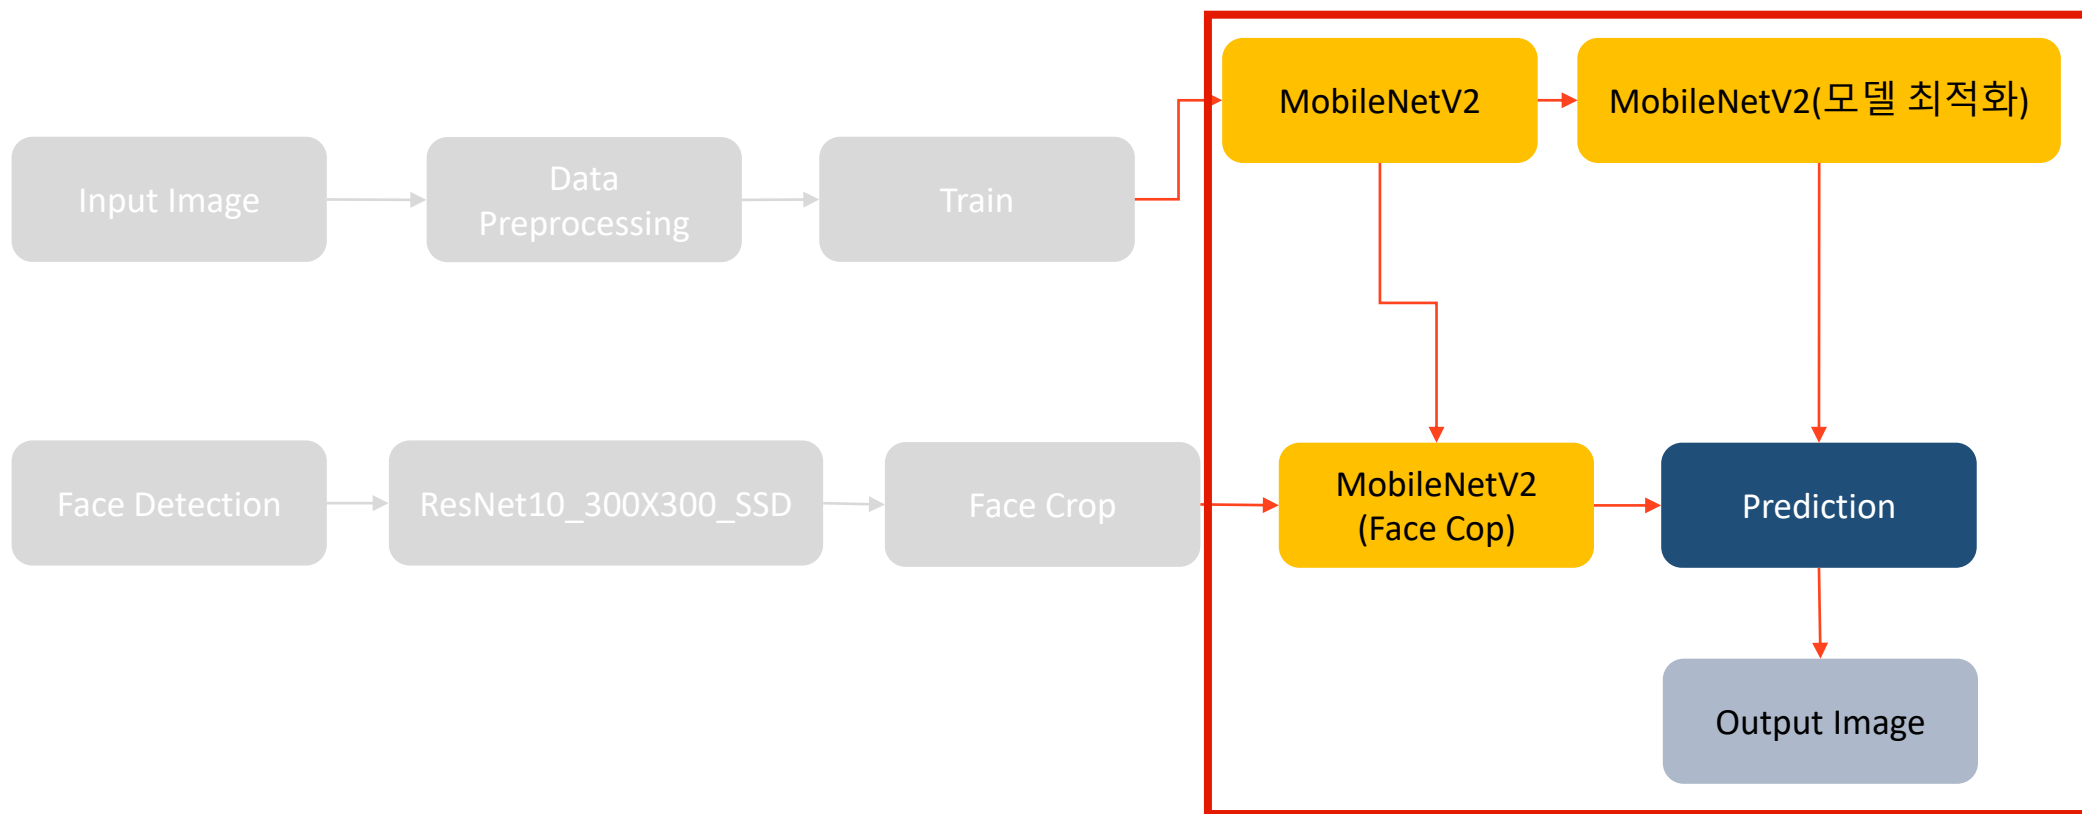 MobileNetV2
MobileNetV2(모델 최적화)
Input Image
Data
Preprocessing
Train
Face Detection
ResNet10_300X300_SSD
Face Crop
MobileNetV2
(Face Cop)
Prediction
Output Image